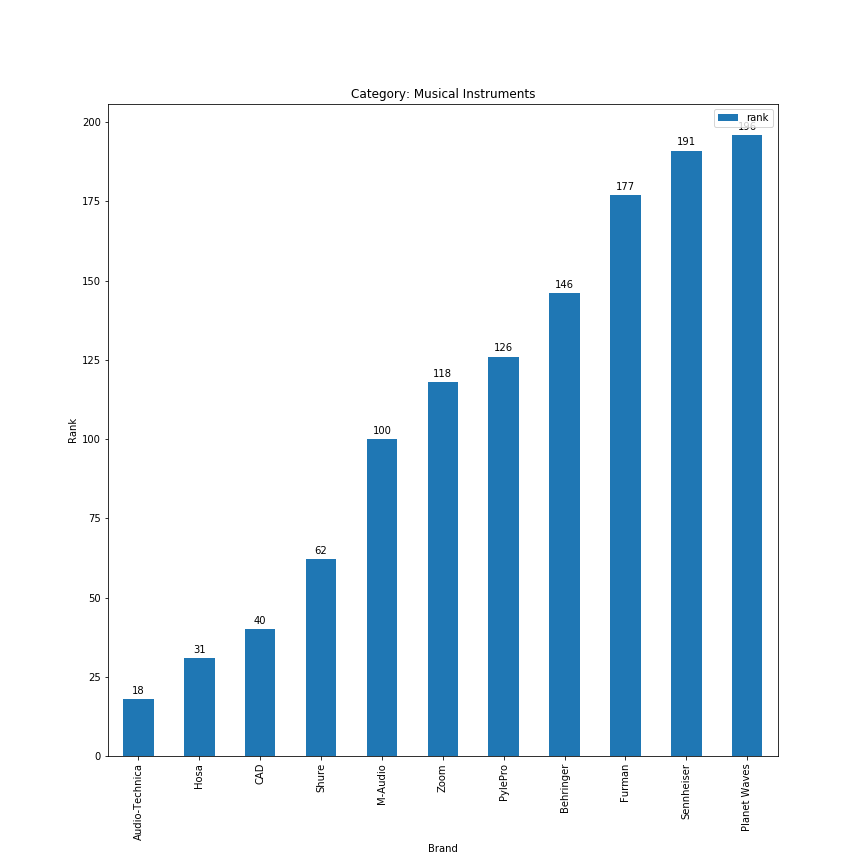 Category: Musical Instruments
rank
200
175
150
125
100
75
50
25
0
Rank
18
31
40
62
100
118
126
146
177
191
196
Audio-Technica
Hosa
CAD
Shure
M-Audio
Zoom
PylePro
Behringer
Furman
Sennheiser
Planet Waves
Brand